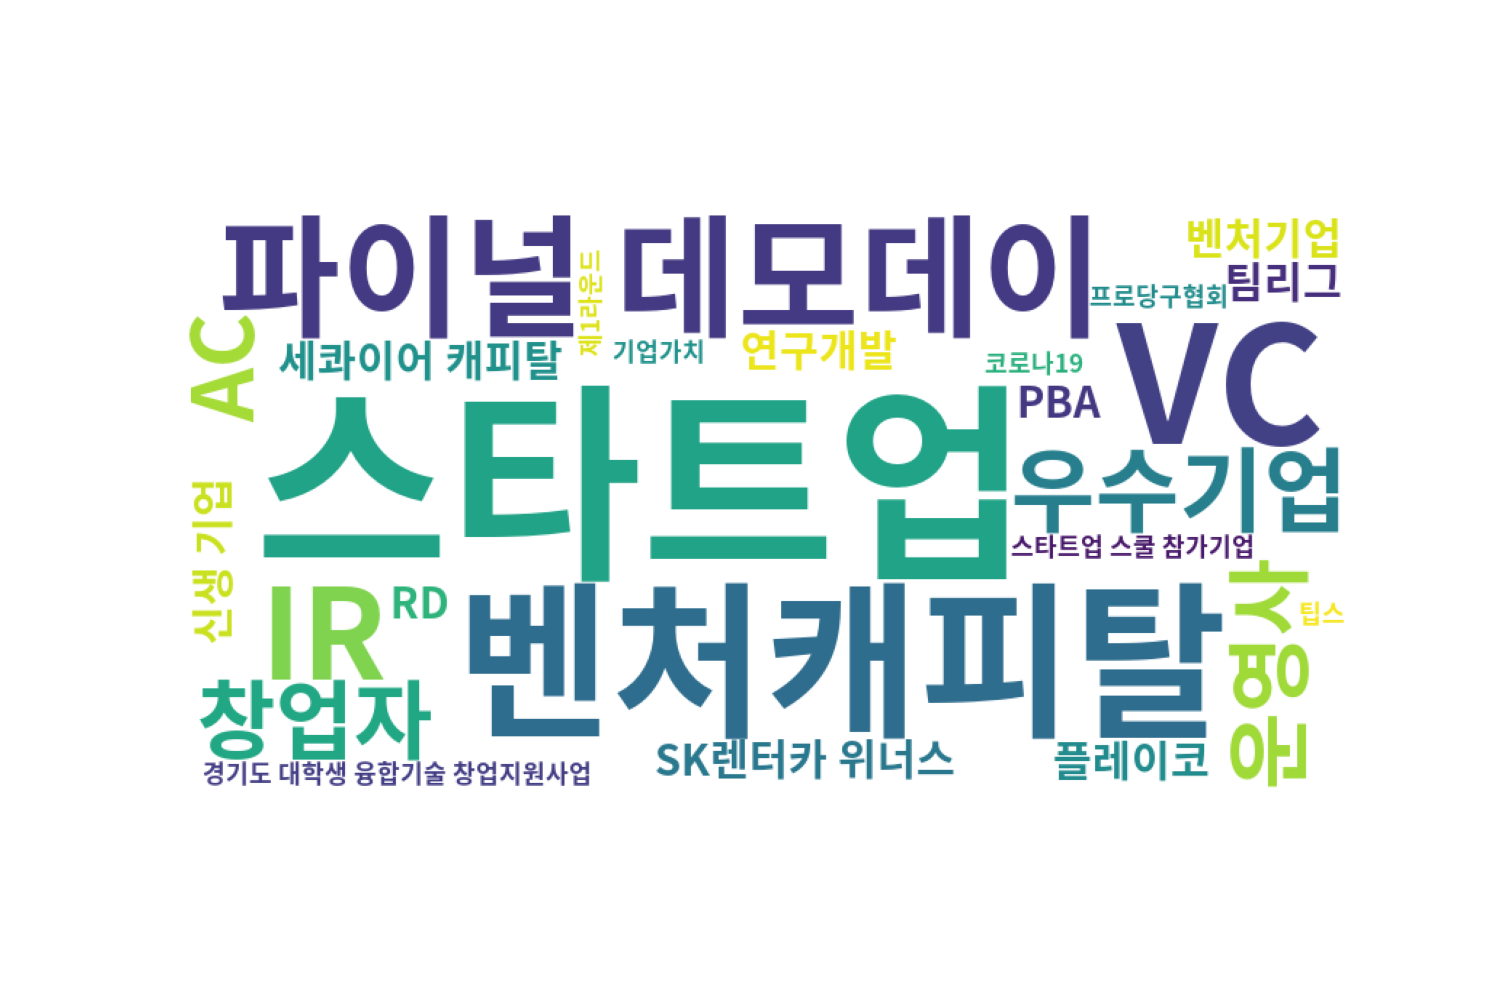 파이널 데모데이
벤처기업
팀리그
프로당구협회
제1라운드
AC
세콰이어 캐피탈
기업가치
연구개발
코로나19
PBA
VC
스타트업
우수기업
스타트업 스쿨 참가기업
신생 기업
IR
RD
벤처캐피탈
운영사
팁스
창업자
경기도 대학생 융합기술 창업지원사업
SK렌터카 위너스
플레이코